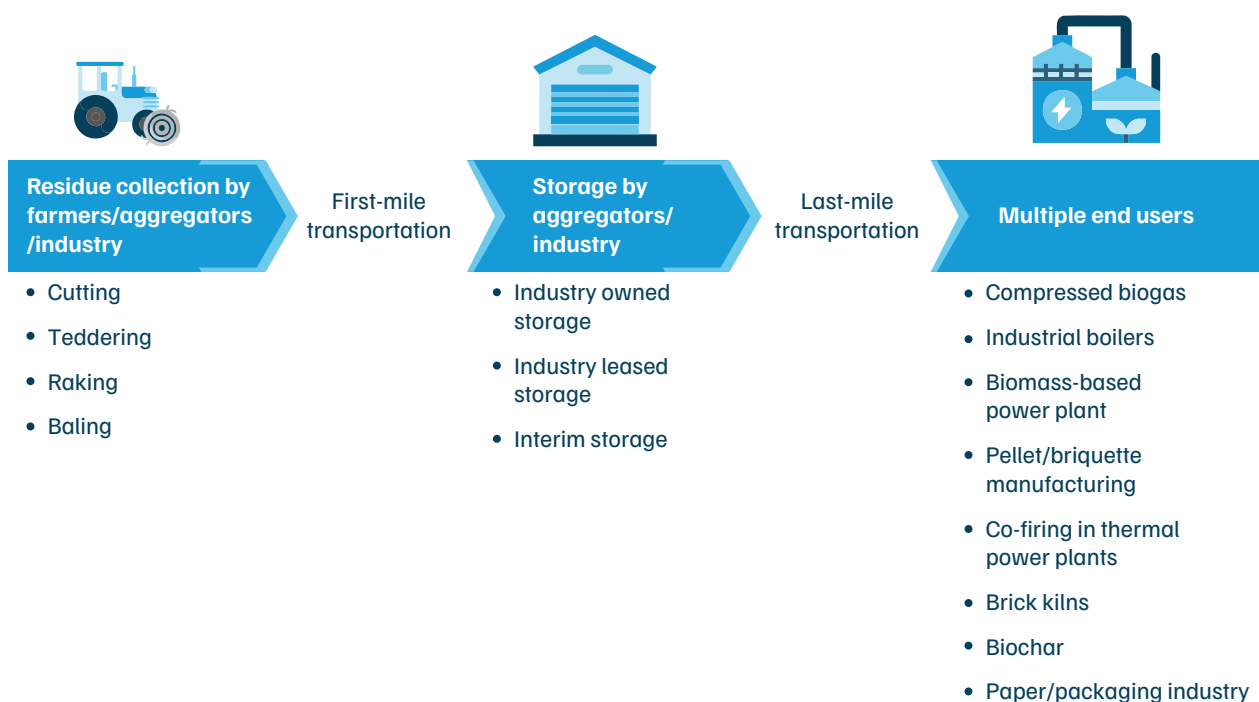 Residue collection by
farmers/aggregators
/industry
First-mile
transportation
Storage by
aggregators/
industry
Last-mile
transportation
Multiple end users
• Cutting
• Teddering
• Raking
• Baling
• Industry owned
storage
• Industry leased
storage
• Interim storage
• Compressed biogas
• Industrial boilers
• Biomass-based
power plant
• Pellet/briquette
manufacturing
• Co-firing in thermal
power plants
• Brick kilns
• Biochar
• Paper/packaging industry